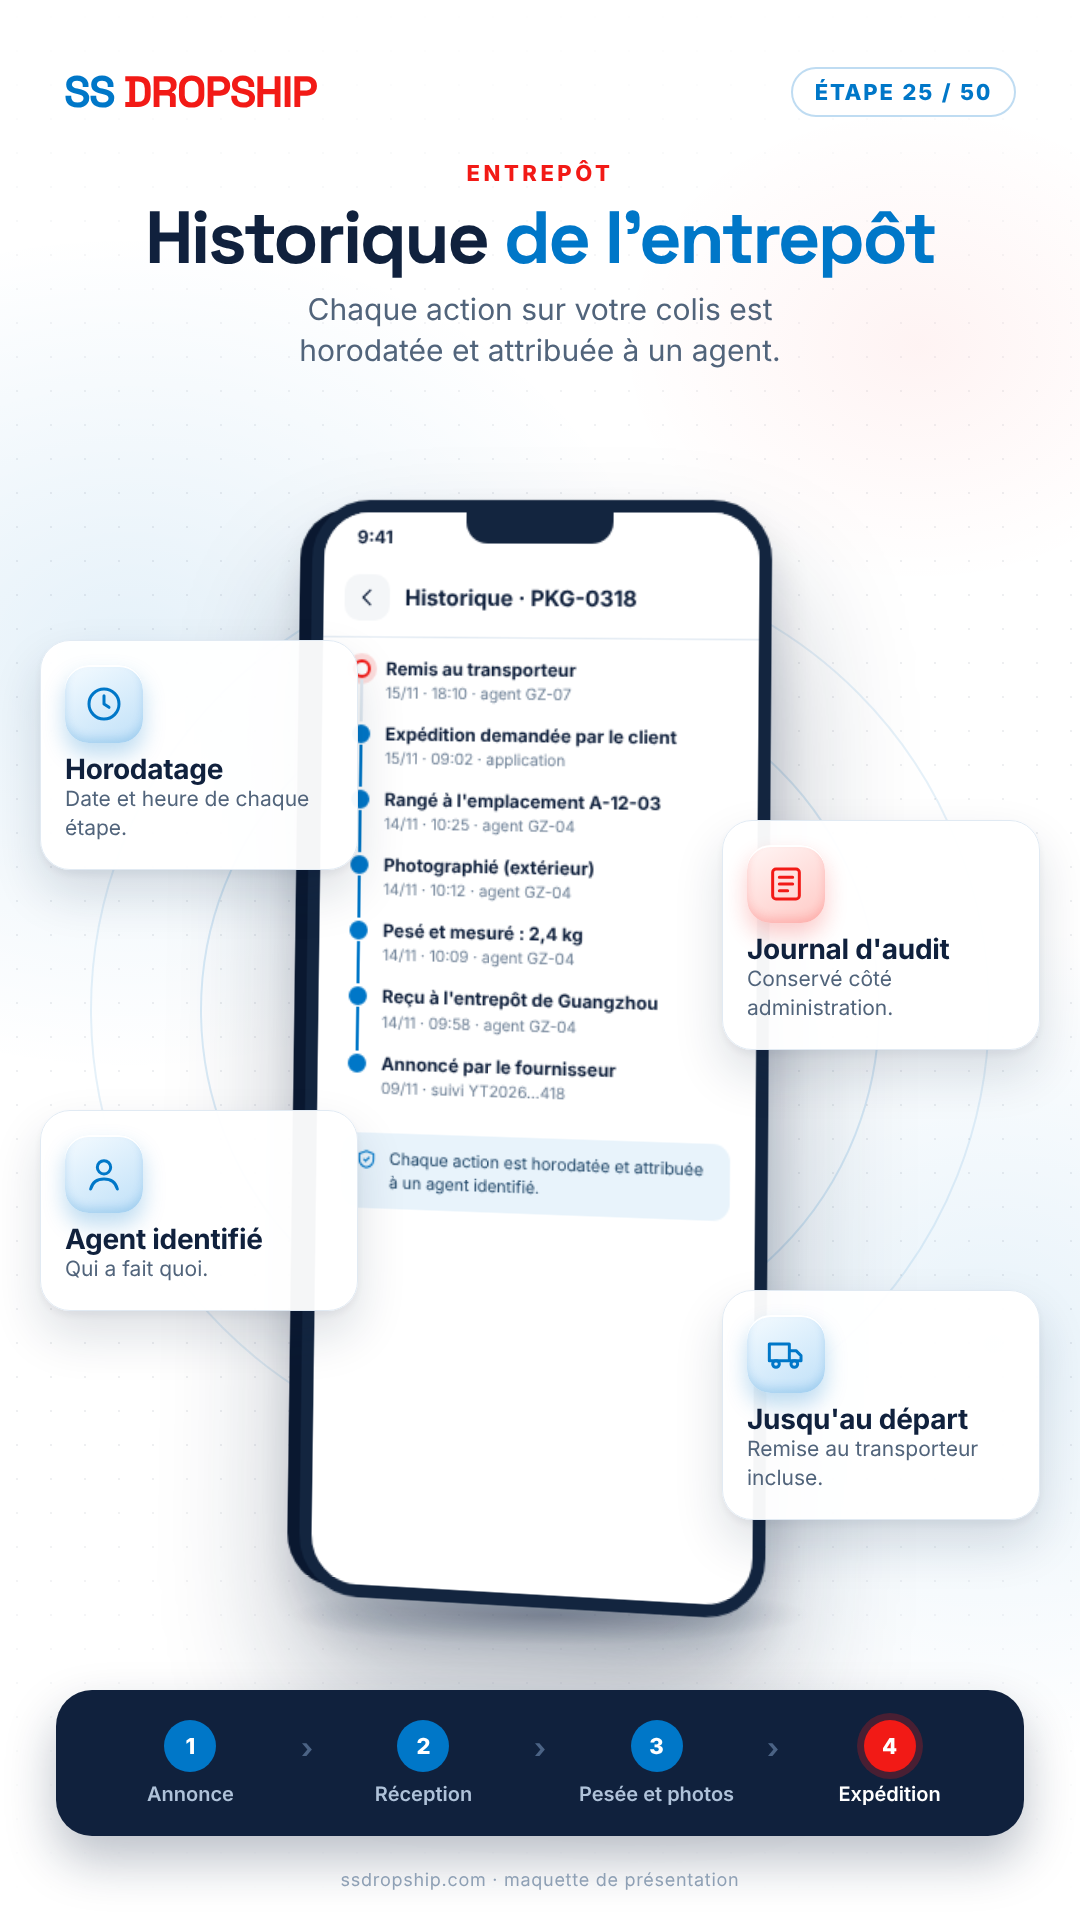 SS DROPSHIP
ÉTAPE 25 / 50
ENTREPÔT
Historique de l’entrepôt
Chaque action sur votre colis est
horodatée et attribuée à un agent.
9:41
Historique · PKG-0318
Remis au transporteur
15/11 · 18:10 · agent GZ-07
Expédition demandée par le client
15/11 · 09:02 · application
Rangé à l'emplacement A-12-03
14/11 · 10:25 · agent GZ-04
Photographié (extérieur)
14/11 · 10:12 · agent GZ-04
Pesé et mesuré : 2,4 kg
14/11 · 10:09 · agent GZ-04
Reçu à l'entrepôt de Guangzhou
14/11 · 09:58 · agent GZ-04
Annoncé par le fournisseur
09/11 · suivi YT2026…418
Chaque action est horodatée et attribuée
à un agent identifié.
Horodatage
Date et heure de chaque
étape.
Journal d'audit
Conservé côté
administration.
Agent identifié
Qui a fait quoi.
Jusqu'au départ
Remise au transporteur
incluse.
1 › 2 › 3 › 4
Annonce Réception Pesée et photos Expédition
ssdropship.com · maquette de présentation